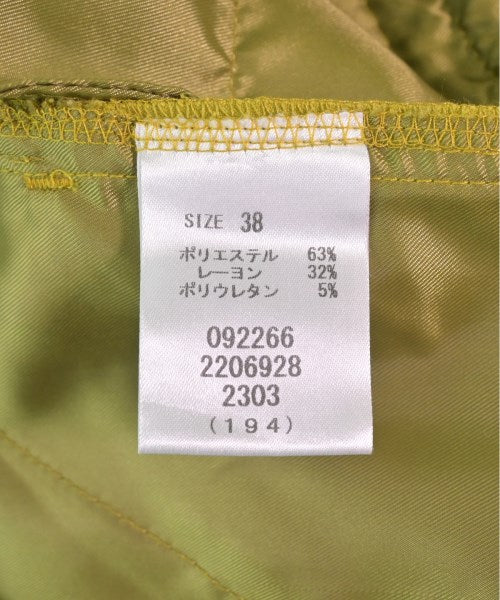 SIZE 38
ポリエステル 63%
レーヨン 32%
ポリウレタン 5%
092266
2206928
2303
(194)